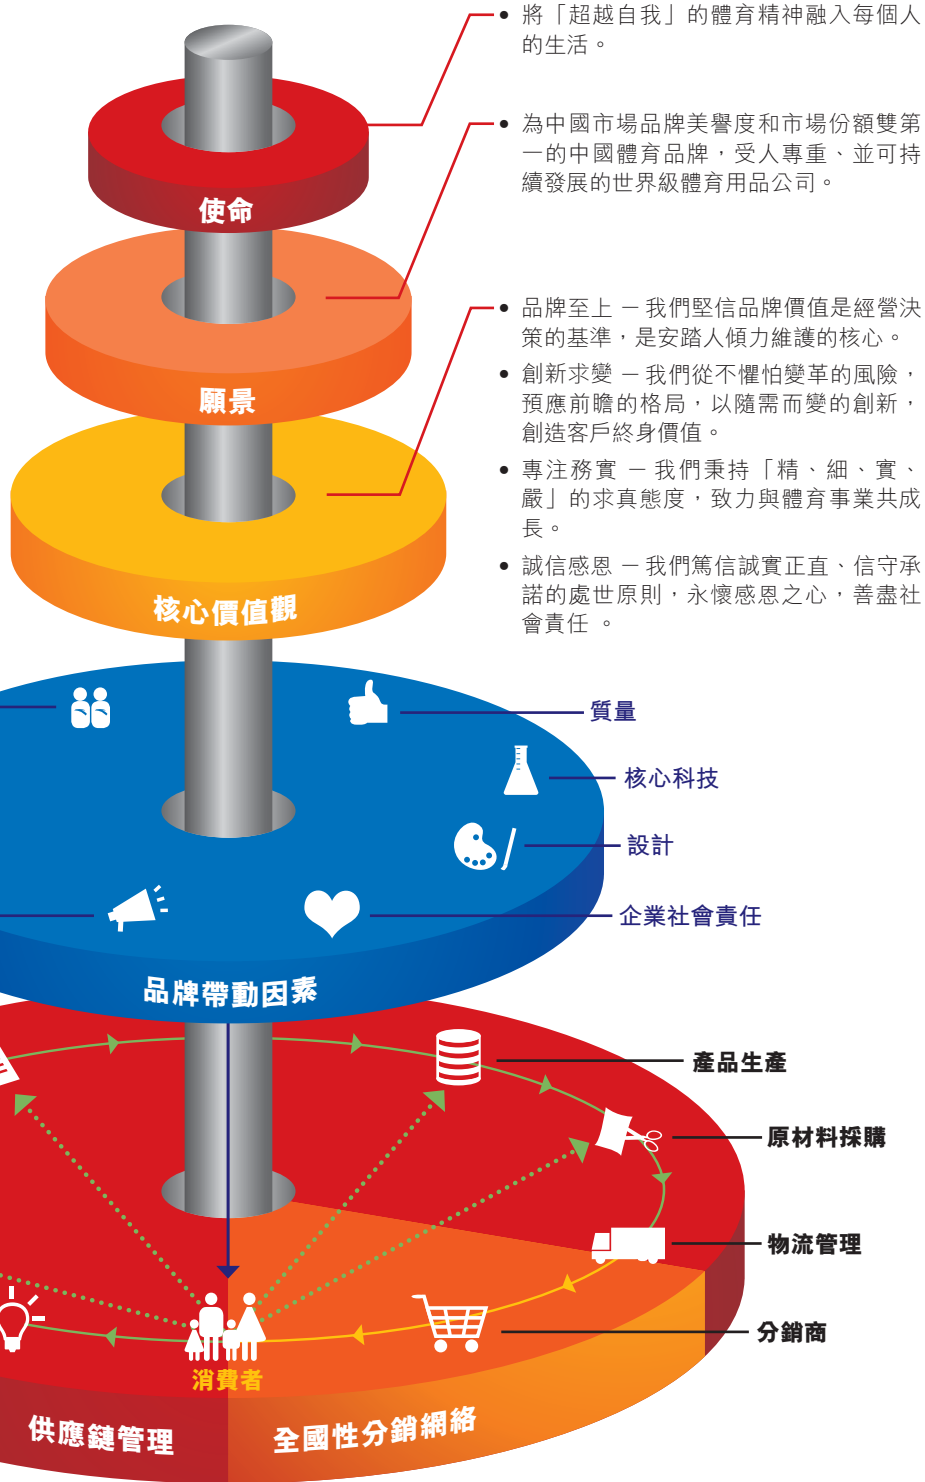 • 將「超越自我」的體育精神融入每個人
的生活。
使命
• 為中國市場品牌美譽度和市場份額雙第
一的中國體育品牌，受人專重、並可持
續發展的世界級體育用品公司。
願景
• 品牌至上 — 我們堅信品牌價值是經營決
策的基準，是安踏人傾力維護的核心。
• 創新求變 — 我們從不懼怕變革的風險，
預應前瞻的格局，以隨需而變的創新，
創造客戶終身價值。
• 專注務實 — 我們秉持「精、細、實、
嚴」的求真態度，致力與體育事業共成
長。
• 誠信感恩 — 我們篤信誠實正直、信守承
諾的處世原則，永懷感恩之心，善盡社
會責任 。
核心價值觀
質量
核心科技
設計
企業社會責任
品牌帶動因素
產品生產
原材料採購
物流管理
分銷商
消費者
供應鏈管理
全國性分銷網絡